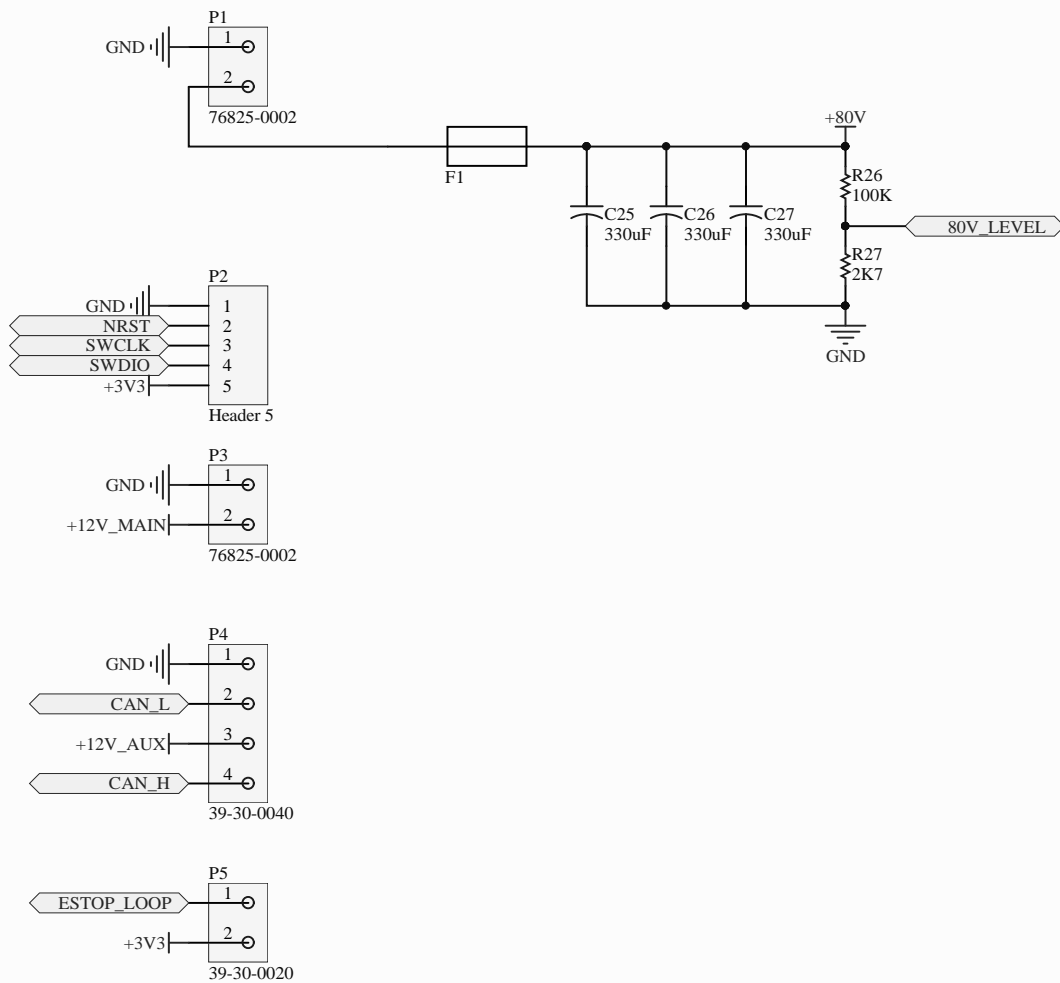 P1
GND
1
2
76825-0002
F1
+80V
R26
100K
C25
330uF
C26
330uF
C27
330uF
80V_LEVEL
R27
2K7
GND
P2
GND
1
NRST
2
SWCLK
3
SWDIO
4
+3V3
5
Header 5
P3
GND
1
+12V_MAIN
2
76825-0002
P4
GND
1
CAN_L
2
+12V_AUX
3
CAN_H
4
39-30-0040
P5
ESTOP_LOOP
1
+3V3
2
39-30-0020